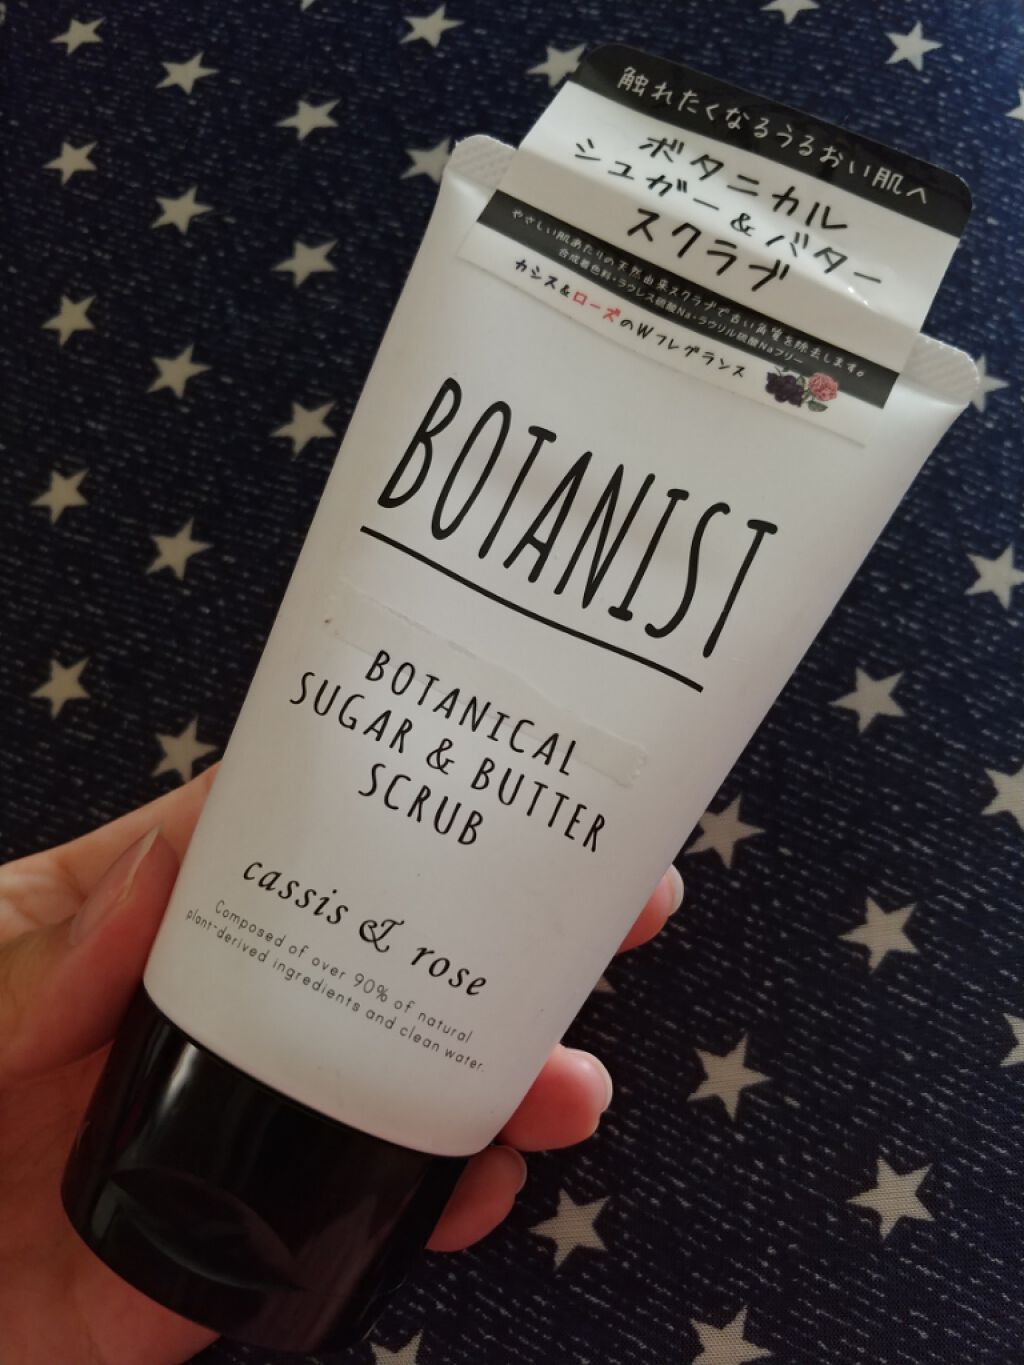 触れたくなるうるおい肌へ
ボタニカル
シュガー&バター
スクラブ
やさしい肌あたりの天然由来スクラブで古い角質を除去します。
合成着色料・ラウレス硫酸Na・ラウリル硫酸Naフリー
カシス&ローズのWフレグランス
BOTANIST
BOTANICAL
SUGAR & BUTTER
SCRUB
cassis & rose
Composed of over 90% of natural
plant-derived ingredients and clean water.